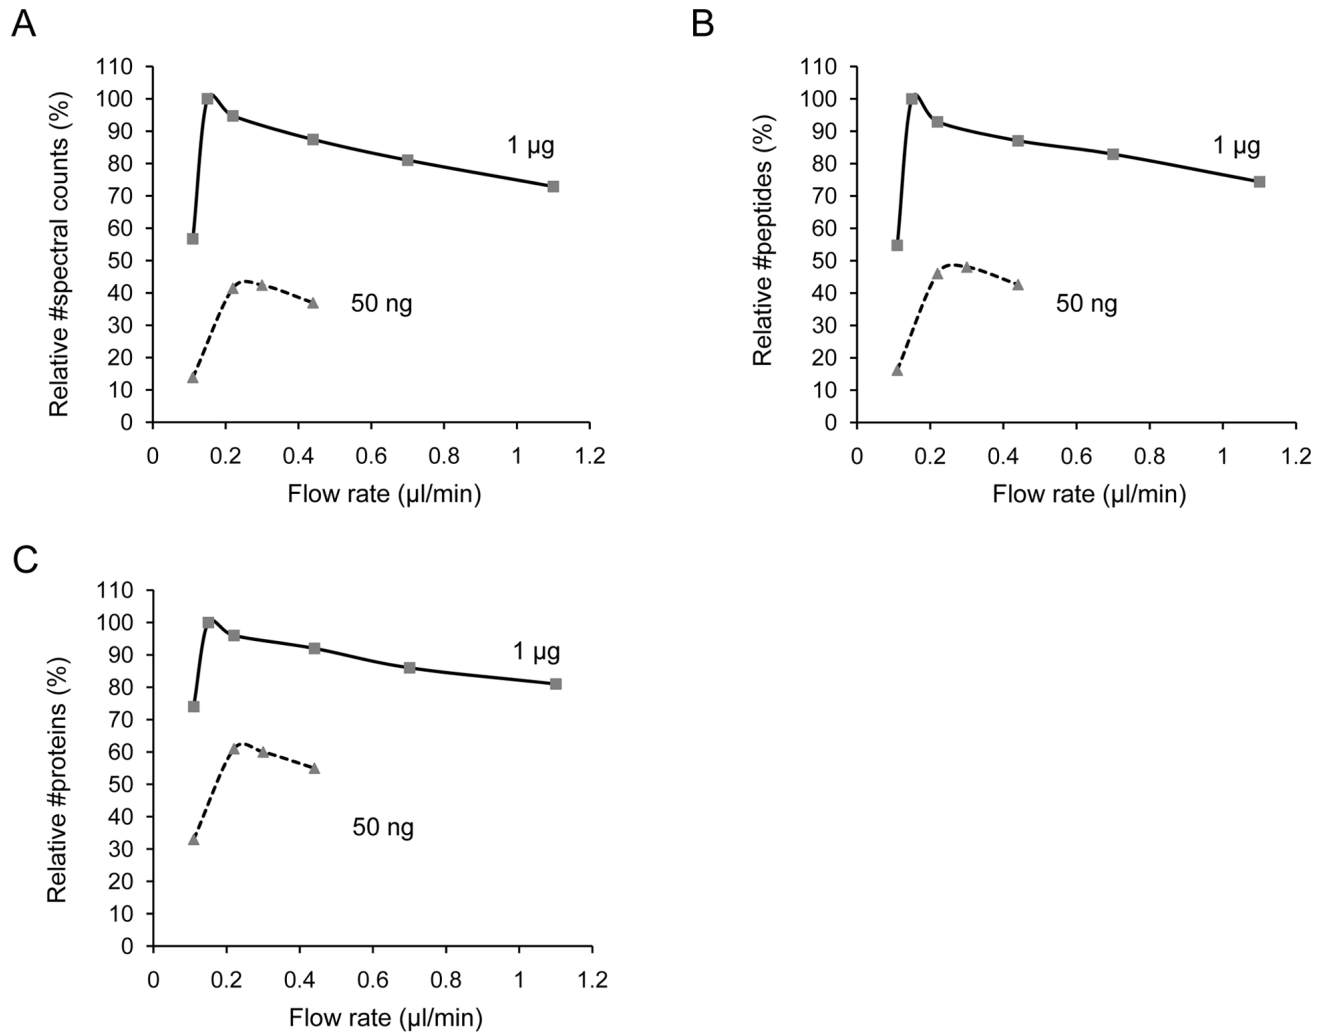 A
110
100
90
80
70
60
50
40
30
20
10
0
Relative #spectral counts (%)
1 µg
50 ng
0 0.2 0.4 0.6 0.8 1 1.2
Flow rate (µl/min)
B
110
100
90
80
70
60
50
40
30
20
10
0
Relative #peptides (%)
1 µg
50 ng
0 0.2 0.4 0.6 0.8 1 1.2
Flow rate (µl/min)
C
110
100
90
80
70
60
50
40
30
20
10
0
Relative #proteins (%)
1 µg
50 ng
0 0.2 0.4 0.6 0.8 1 1.2
Flow rate (µl/min)